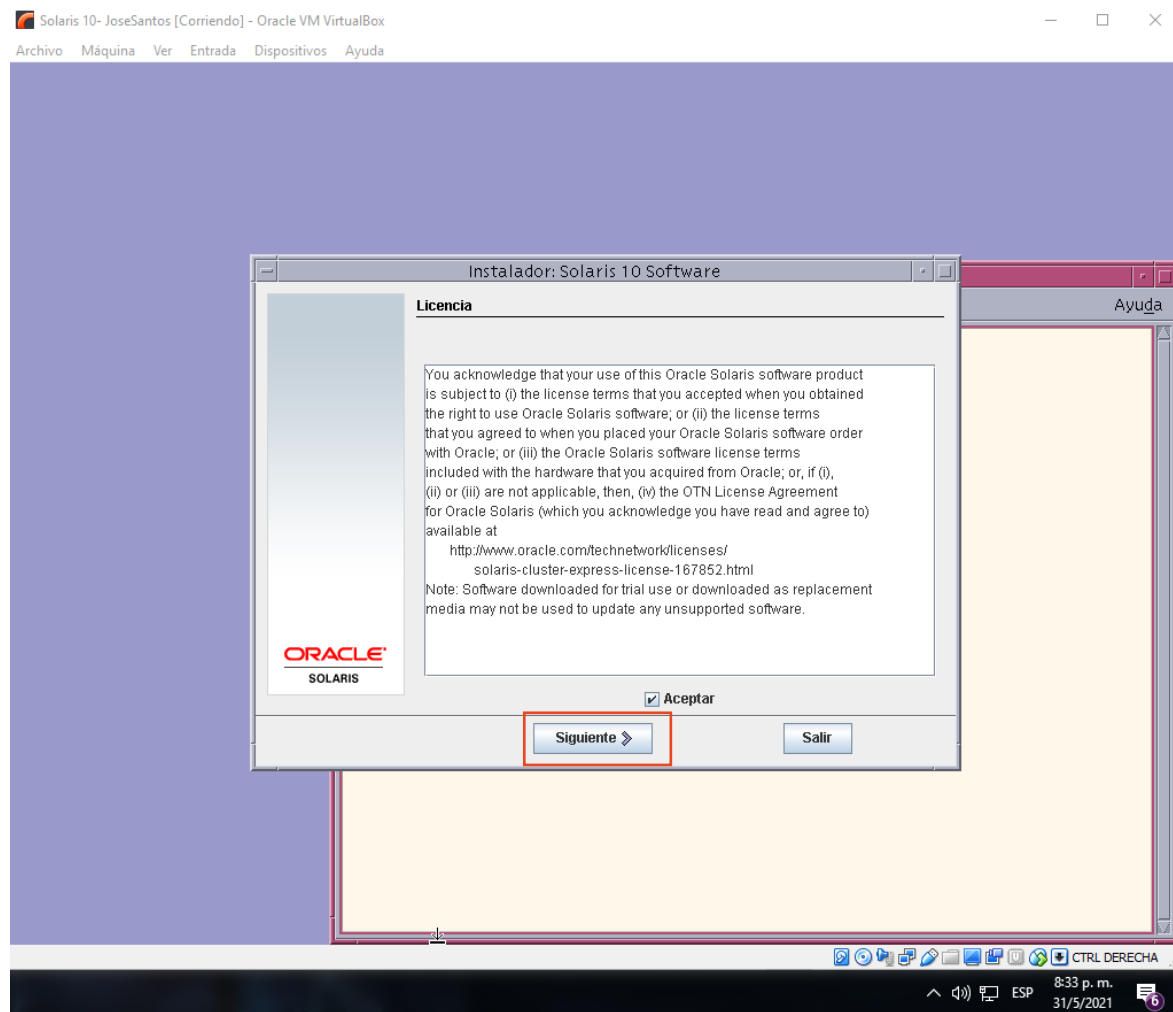 Solaris 10- JoseSantos [Corriendo] - Oracle VM VirtualBox
Archivo Máquina Ver Entrada Dispositivos Ayuda
Instalador: Solaris 10 Software
Ayuda
Licencia
You acknowledge that your use of this Oracle Solaris software product
is subject to (i) the license terms that you accepted when you obtained
the right to use Oracle Solaris software; or (ii) the license terms
that you agreed to when you placed your Oracle Solaris software order
with Oracle; or (iii) the Oracle Solaris software license terms
included with the hardware that you acquired from Oracle; or, if (i),
(ii) or (iii) are not applicable, then, (iv) the OTN License Agreement
for Oracle Solaris (which you acknowledge you have read and agree to)
available at
http://www.oracle.com/technetwork/licenses/
solaris-cluster-express-license-167852.html
Note: Software downloaded for trial use or downloaded as replacement
media may not be used to update any unsupported software.
ORACLE
SOLARIS
Aceptar
Siguiente
Salir
CTRL DERECHA
ESP
8:33 p. m.
31/5/2021
6